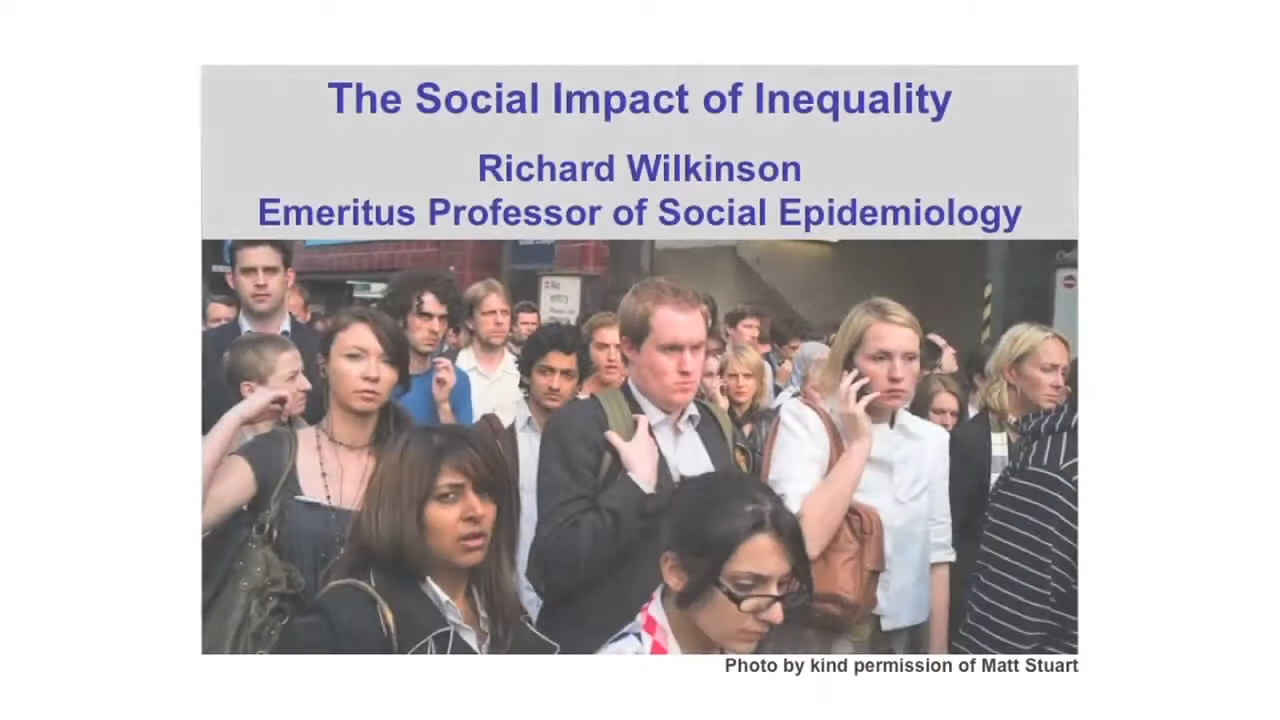 The Social Impact of Inequality
Richard Wilkinson
Emeritus Professor of Social Epidemiology
Photo by kind permission of Matt Stuart